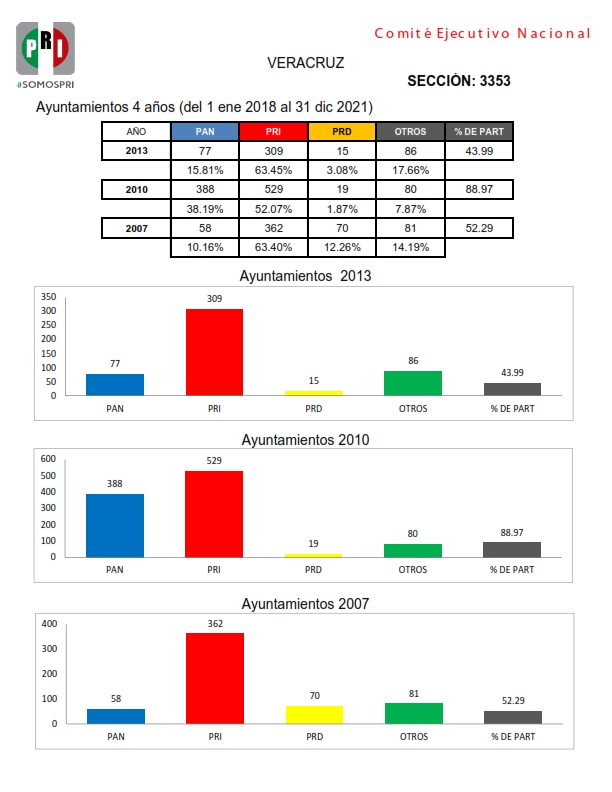 Comité Ejecutivo Nacional
PRI
#SOMOSPRI
VERACRUZ
SECCIÓN: 3353
Ayuntamientos 4 años (del 1 ene 2018 al 31 dic 2021)
AÑO PAN PRI PRD OTROS % DE PART
2013 77 309 15 86 43.99
15.81% 63.45% 3.08% 17.66%
2010 388 529 19 80 88.97
38.19% 52.07% 1.87% 7.87%
2007 58 362 70 81 52.29
10.16% 63.40% 12.26% 14.19%
Ayuntamientos 2013
350
300
250
200
150
100
50
0
77 309 15 86 43.99
PAN PRI PRD OTROS % DE PART
Ayuntamientos 2010
600
500
400
300
200
100
0
388 529 19 80 88.97
PAN PRI PRD OTROS % DE PART
Ayuntamientos 2007
400
300
200
100
0
58 362 70 81 52.29
PAN PRI PRD OTROS % DE PART